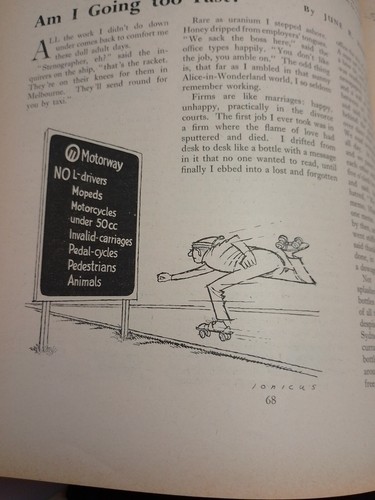 Am I Going too Fast?
By JUNE
ALL the work I didn't do down
under comes back to comfort me
these dull adult days.
"Stenographer, eh?" said the in-
quirers on the ship, "that's the racket.
They're on their knees for them in
Melbourne. They'll send round for
you by taxi."
Rare as uranium I stepped ashore.
Honey dripped from employers' tongues.
"We sack the boss here," said the
office types happily. "You don't like
the job, you amble on." The odd thing
is, that far as I ambled in that sunny
Alice-in-Wonderland world, I so seldom
remember working.
Firms are like marriages: happy,
unhappy, practically in the divorce
courts. The first job I ever took was in
a firm where the flame of love had
sputtered and died. I drifted from
desk to desk like a bottle with a message
in it that no one wanted to read, until
finally I ebbed into a lost and forgotten
Motorway
NO L-drivers
Mopeds
Motorcycles
under 50cc
Invalid-carriages
Pedal-cycles
Pedestrians
Animals
IONICUS
68